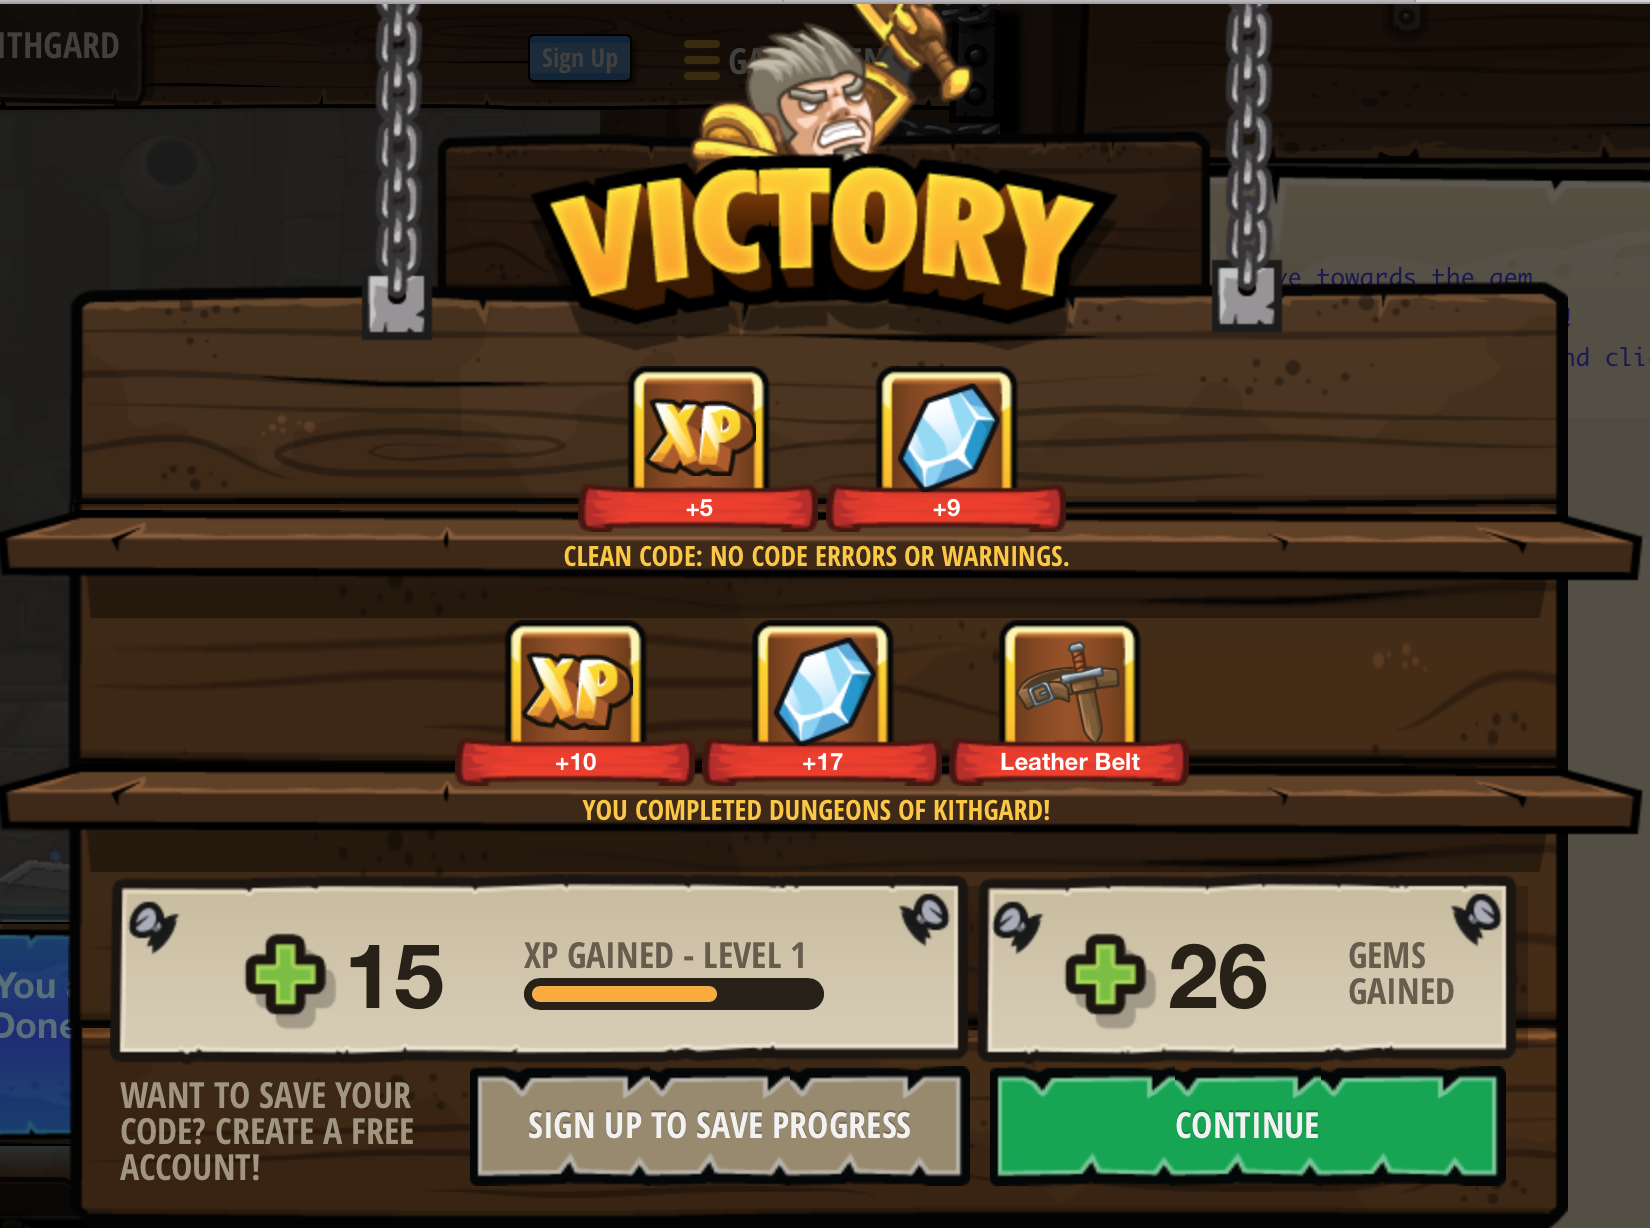 ITHGARD
Sign Up
VICTORY
towards the gem
XP
+5
+9
CLEAN CODE: NO CODE ERRORS OR WARNINGS.
XP
+10
+17
Leather Belt
YOU COMPLETED DUNGEONS OF KITHGARD!
+ 15
XP GAINED - LEVEL 1
+ 26
GEMS
GAINED
You
Done
WANT TO SAVE YOUR
CODE? CREATE A FREE
ACCOUNT!
SIGN UP TO SAVE PROGRESS
CONTINUE